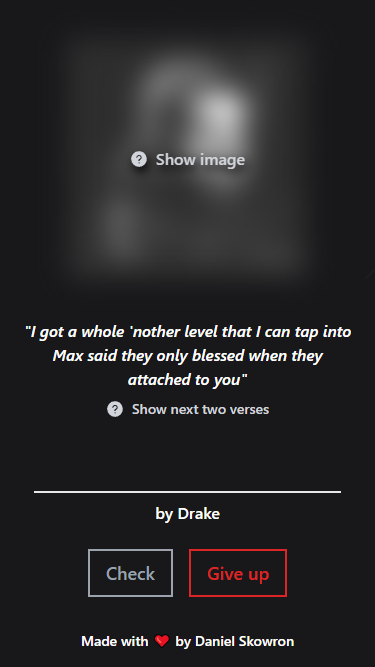 Show image
"I got a whole `nother level that I can tap into
Max said they only blessed when they
attached to you"
Show next two verses
by Drake
Check
Give up
Made with ❤ by Daniel Skowron